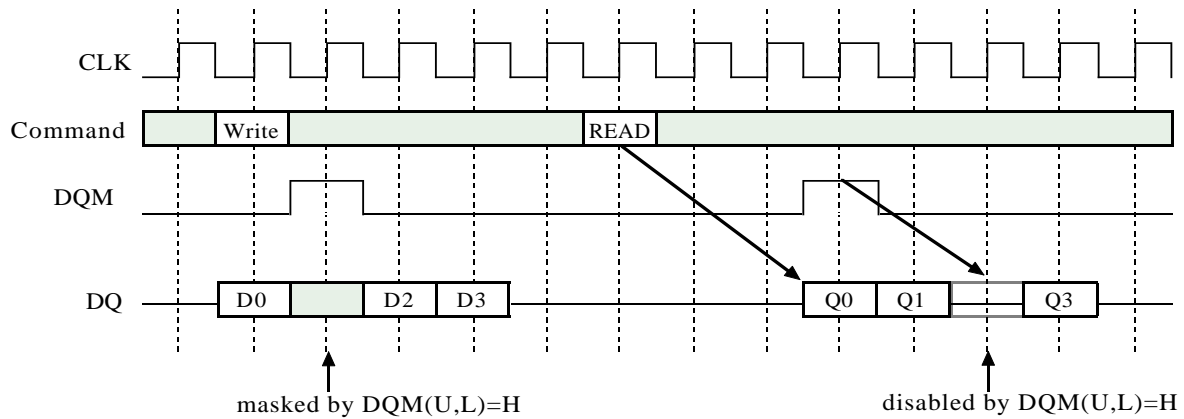 CLK
Command Write READ
DQM
DQ D0 D2 D3 Q0 Q1 Q3
masked by DQM(U,L)=H disabled by DQM(U,L)=H